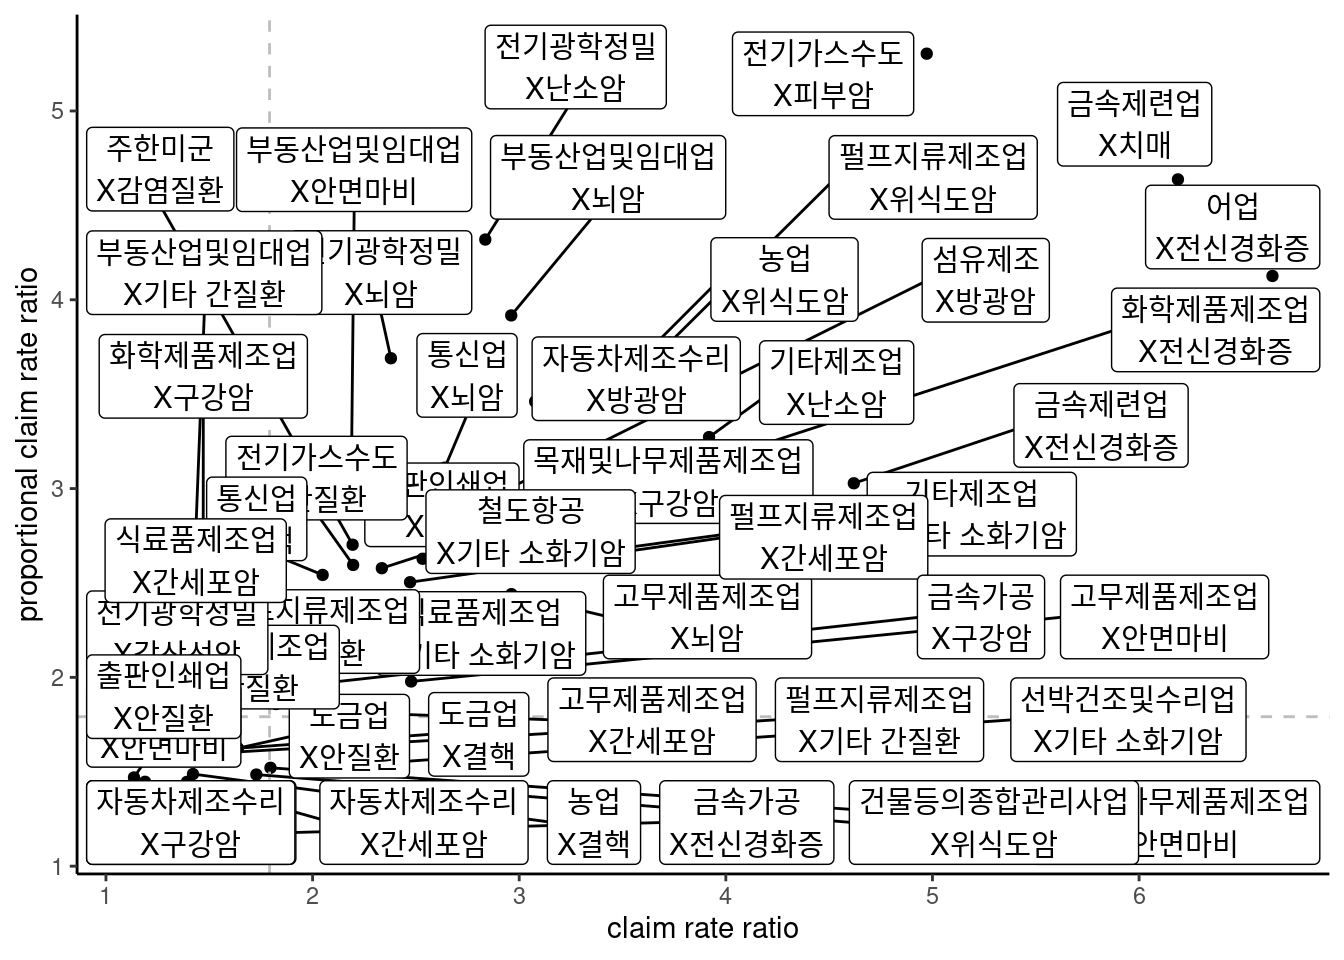 전기광학정밀
X난소암
전기가스수도
X피부암
금속제련업
X치매
주한미군
X감염질환
부동산업및임대업
X안면마비
부동산업및임대업
X뇌암
펄프지류제조업
X위식도암
어업
X전신경화증
부동산업및임대업
X기타 간질환
기광학정밀
X뇌암
농업
X위식도암
섬유제조
X방광암
화학제품제조업
X전신경화증
화학제품제조업
X구강암
통신업
X뇌암
자동차제조수리
X방광암
기타제조업
X난소암
금속제련업
X전신경화증
전기가스수도
질환
통신업
판인쇄업
목재및나무제품제조업
구강암
철도항공
X기타 소화기암
펄프지류제조업
X간세포암
기타제조업
타 소화기암
식료품제조업
X간세포암
전기광학정밀
X갑상선암
지류제조업
환
료품제조업
기타 소화기암
고무제품제조업
X뇌암
금속가공
X구강암
고무제품제조업
X안면마비
제조업
질환
출판인쇄업
X안질환
X안면마비
도금업
X안질환
도금업
X결핵
고무제품제조업
X간세포암
펄프지류제조업
X기타 간질환
선박건조및수리업
X기타 소화기암
자동차제조수리
X구강암
자동차제조수리
X간세포암
농업
X결핵
금속가공
X전신경화증
건물등의종합관리사업
X위식도암
무제품제조업
안면마비
5
4
3
2
1
1 2 3 4 5 6
claim rate ratio
proportional claim rate ratio